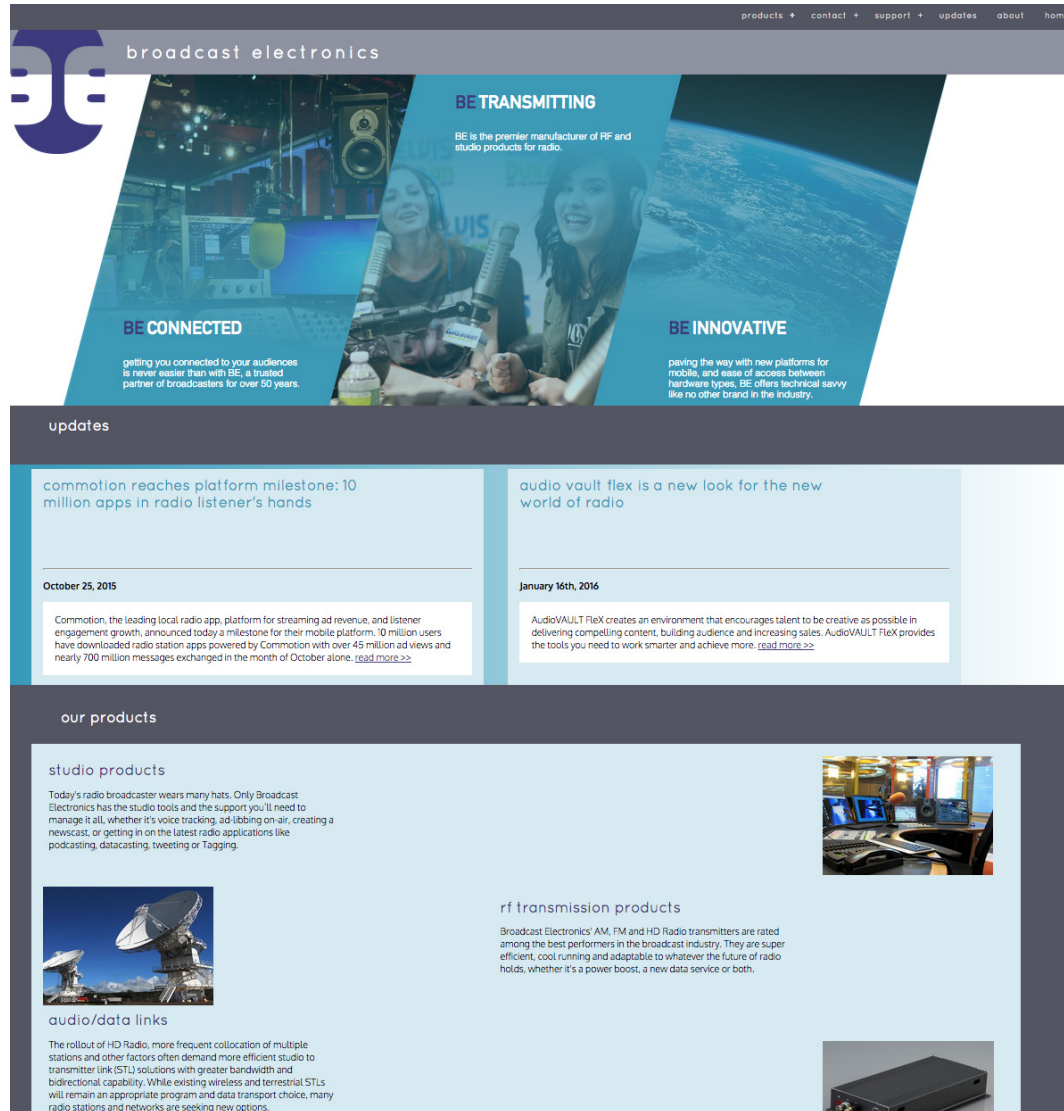 products + contact + support + updates about hom
broadcast electronics
BE TRANSMITTING
BE is the premier manufacturer of RF and
studio products for radio.
ELVIS
DURAN
BE CONNECTED
getting you connected to your audiences
is never easier than with BE, a trusted
partner of broadcasters for over 50 years.
BE INNOVATIVE
paving the way with new platforms for
mobile, and ease of access between
hardware types, BE offers technical savvy
like no other brand in the industry.
updates
commotion reaches platform milestone: 10
million apps in radio listener's hands
October 25, 2015
Commotion, the leading local radio app, platform for streaming ad revenue, and listener
engagement growth, announced today a milestone for their mobile platform. 10 million users
have downloaded radio station apps powered by Commotion with over 45 million ad views and
nearly 700 million messages exchanged in the month of October alone. read more >>
audio vault flex is a new look for the new
world of radio
January 16th, 2016
AudioVAULT FleX creates an environment that encourages talent to be creative as possible in
delivering compelling content, building audience and increasing sales. AudioVAULT FleX provides
the tools you need to work smarter and achieve more. read more >>
our products
studio products
Today's radio broadcaster wears many hats. Only Broadcast
Electronics has the studio tools and the support you'll need to
manage it all, whether it's voice tracking, ad-libbing on-air, creating a
newscast, or getting in on the latest radio applications like
podcasting, datacasting, tweeting or Tagging.
rf transmission products
Broadcast Electronics' AM, FM and HD Radio transmitters are rated
among the best performers in the broadcast industry. They are super
efficient, cool running and adaptable to whatever the future of radio
holds, whether it's a power boost, a new data service or both.
audio/data links
The rollout of HD Radio, more frequent collocation of multiple
stations and other factors often demand more efficient studio to
transmitter link (STL) solutions with greater bandwidth and
bidirectional capability. While existing wireless and terrestrial STLs
will remain an appropriate program and data transport choice, many
radio stations and networks are seeking new options.